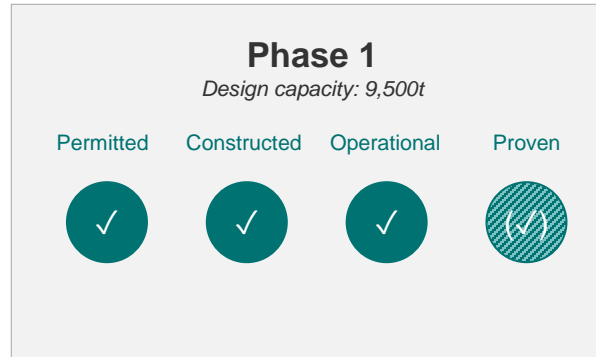 Phase 1
Design capacity: 9,500t
Permitted Constructed Operational Proven
✓ ✓ ✓ (✓)